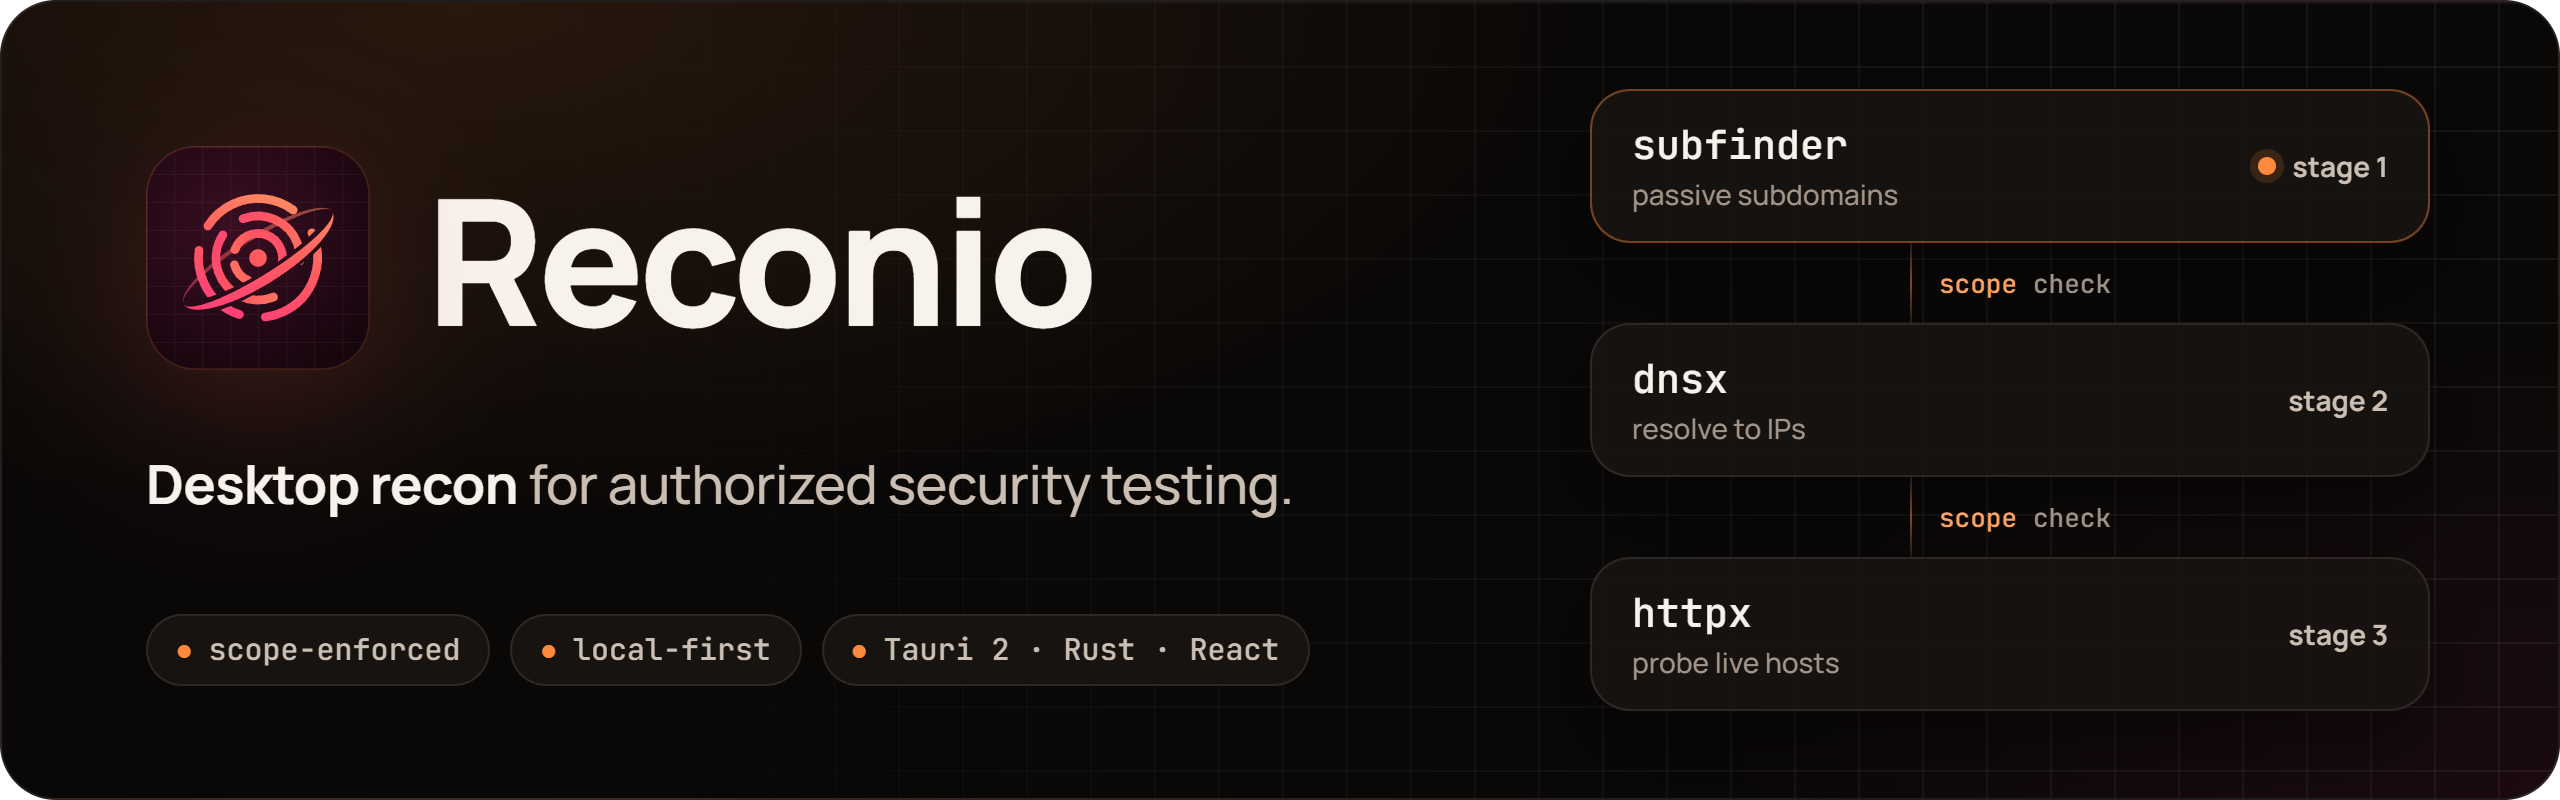 Reconio
Desktop recon for authorized security testing.
scope-enforced
local-first
Tauri 2 · Rust · React
subfinder
passive subdomains
stage 1
scope check
dnsx
resolve to IPs
stage 2
scope check
httpx
probe live hosts
stage 3